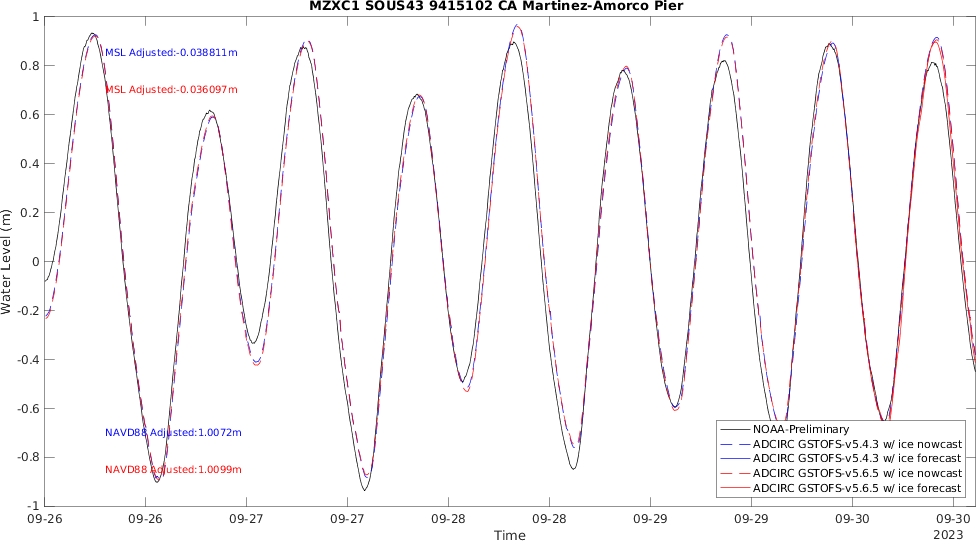 MZXC1 SOUS43 9415102 CA Martinez-Amorco Pier
MSL Adjusted:-0.038811m
MSL Adjusted:-0.036097m
NAVD88 Adjusted:1.0072m
NAVD88 Adjusted:1.0099m
Water Level (m)
1
0.8
0.6
0.4
0.2
0
-0.2
-0.4
-0.6
-0.8
-1
NOAA-Preliminary
ADCIRC GSTOFS-v5.4.3 w/ ice nowcast
ADCIRC GSTOFS-v5.4.3 w/ ice forecast
ADCIRC GSTOFS-v5.6.5 w/ ice nowcast
ADCIRC GSTOFS-v5.6.5 w/ ice forecast
09-26 09-26 09-27 09-27 09-28 09-28 09-29 09-29 09-30 09-30
2023
Time